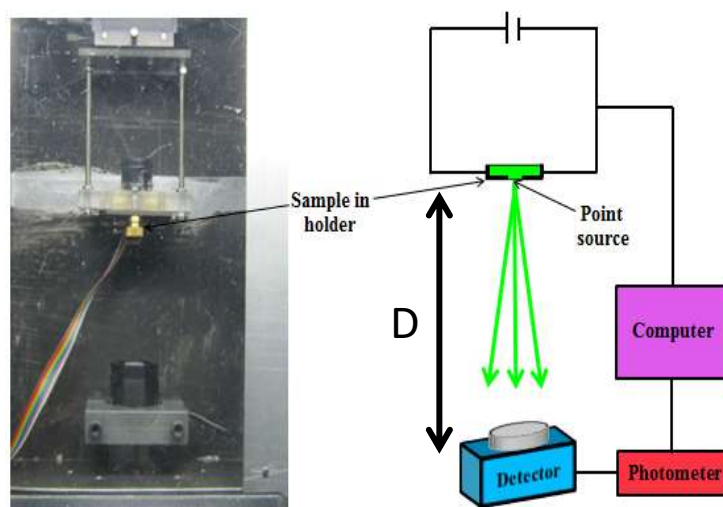 Sample in
holder
Point
source
D
Computer
Detector
Photometer